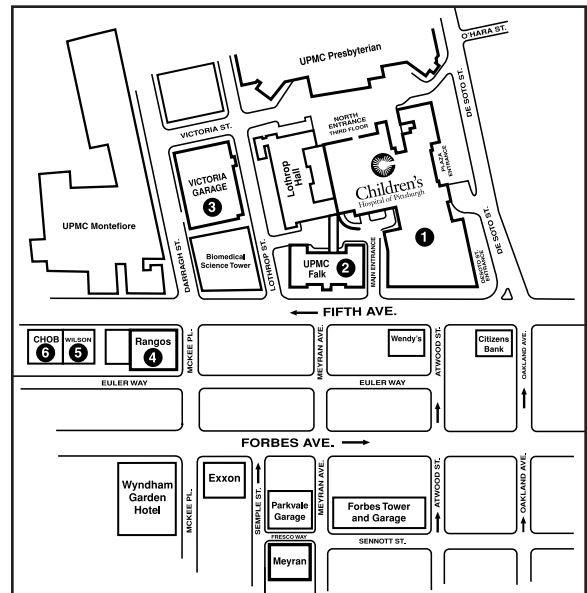 O'HARA ST.
UPMC Presbyterian
DE SOTO ST.
NORTH
ENTRANCE
THIRD FLOOR
VICTORIA ST.
PLAZA
ENTRANCE
Lothrop
Hall
VICTORIA
GARAGE
3
Children's
Hospital of Pittsburgh
UPMC Montefiore
DE SOTO ST.
1
DARRAGH ST.
Biomedical
Science Tower
LOTHROP ST.
UPMC
Falk
2
MAIN ENTRANCE
DESOTO ST.
ENTRANCE
FIFTH AVE.
CHOB
6
WILSON
5
Rangos
4
MCKEE PL.
MEYRAN AVE.
Wendy's
ATWOOD ST.
Citizens
Bank
OAKLAND AVE.
EULER WAY
EULER WAY
FORBES AVE.
Wyndham
Garden
Hotel
MCKEE PL.
Exxon
SEMPLE ST.
Parkvale
Garage
MEYRAN AVE.
Forbes Tower
and Garage
ATWOOD ST.
OAKLAND AVE.
FRESCO WAY
SENNOTT ST.
Meyran